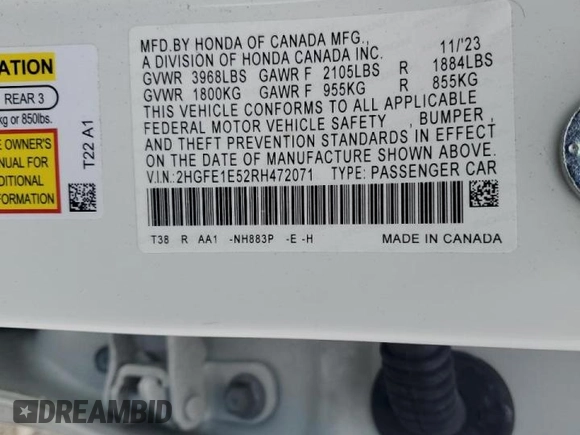 ATION
REAR 3
kg or 850lbs.
E OWNER'S
ANUAL FOR
DDITIONAL
FORMATION
T22 A1
MFD.BY HONDA OF CANADA MFG., 11/'23
A DIVISION OF HONDA CANADA INC.
GVWR 3968LBS GAWR F 2105LBS R 1884LBS
GVWR 1800KG GAWR F 955KG R 855KG
THIS VEHICLE CONFORMS TO ALL APPLICABLE
FEDERAL MOTOR VEHICLE SAFETY , BUMPER ,
AND THEFT PREVENTION STANDARDS IN EFFECT
ON THE DATE OF MANUFACTURE SHOWN ABOVE.
V.I.N:2HGFE1E52RH472071 TYPE: PASSENGER CAR
T38 R AA1 -NH883P -E -H MADE IN CANADA
DREAMBID